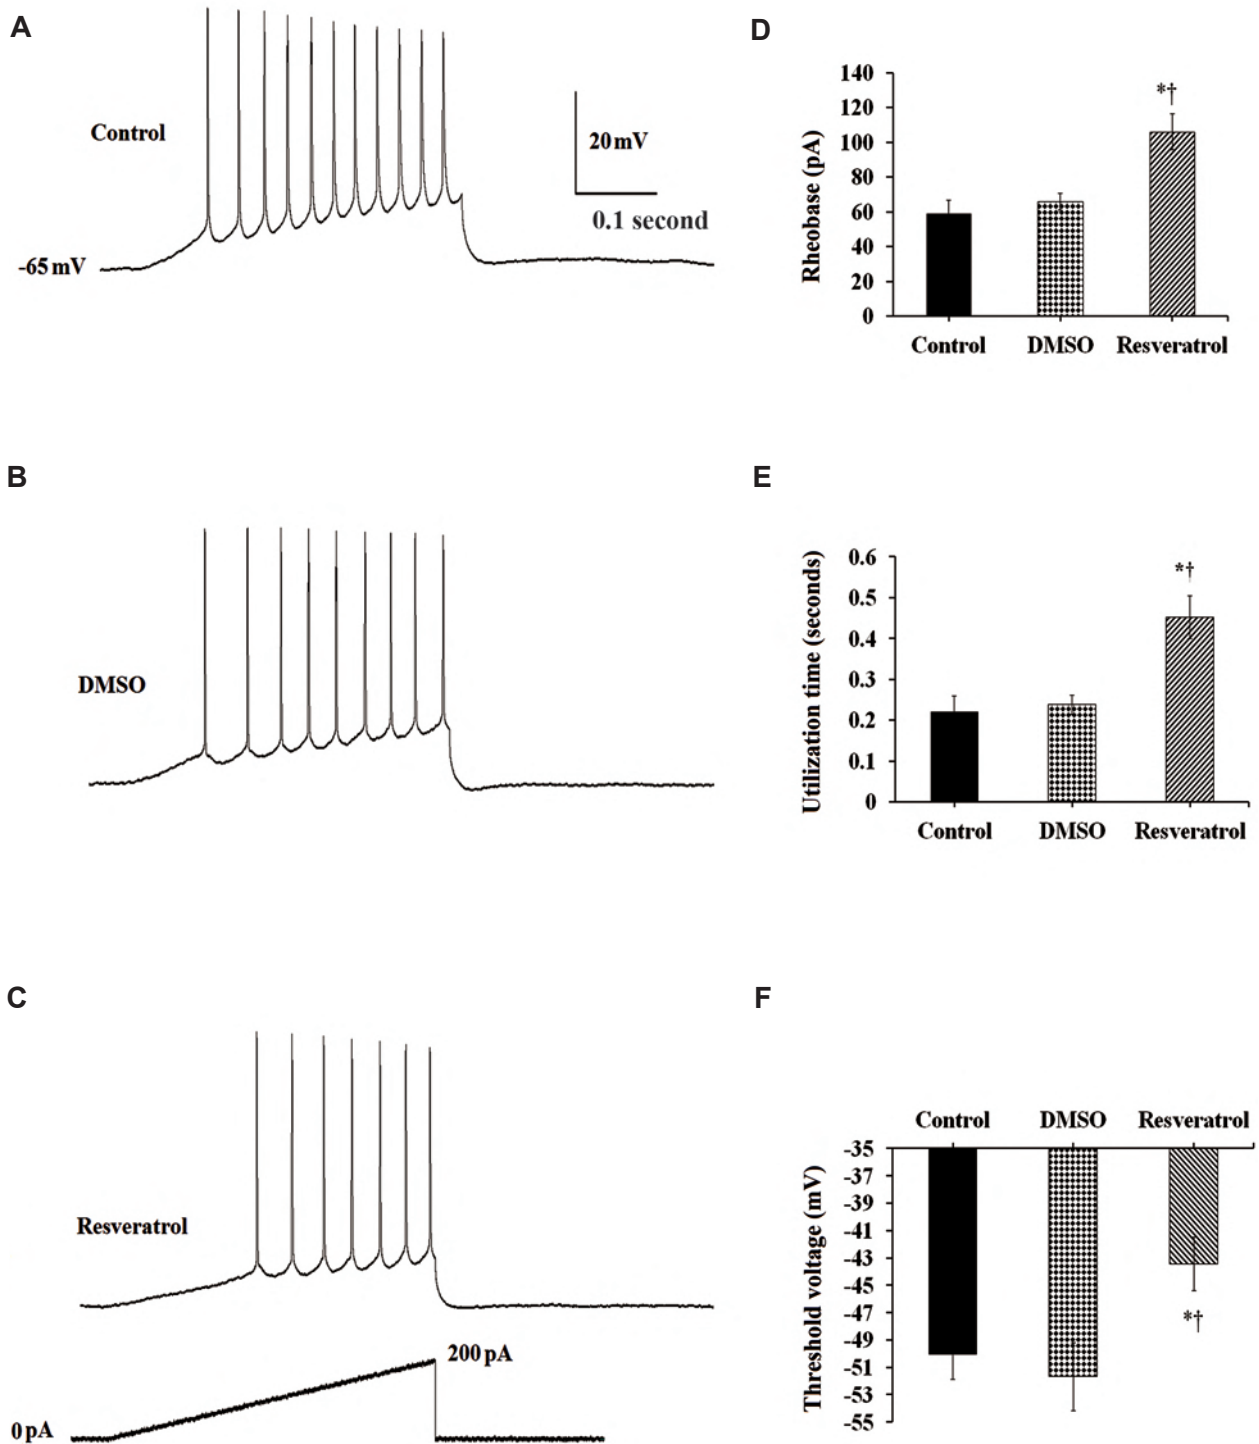 A
Control
-65 mV
20 mV
0.1 second
B
DMSO
C
Resveratrol
200 pA
0 pA
D
Rheobase (pA)
140
120
100
80
60
40
20
0
*†
Control DMSO Resveratrol
E
Utilization time (seconds)
0.6
0.5
0.4
0.3
0.2
0.1
0
*†
Control DMSO Resveratrol
F
Control DMSO Resveratrol
Threshold voltage (mV)
-35
-37
-39
-41
-43
-45
-47
-49
-51
-53
-55
*†